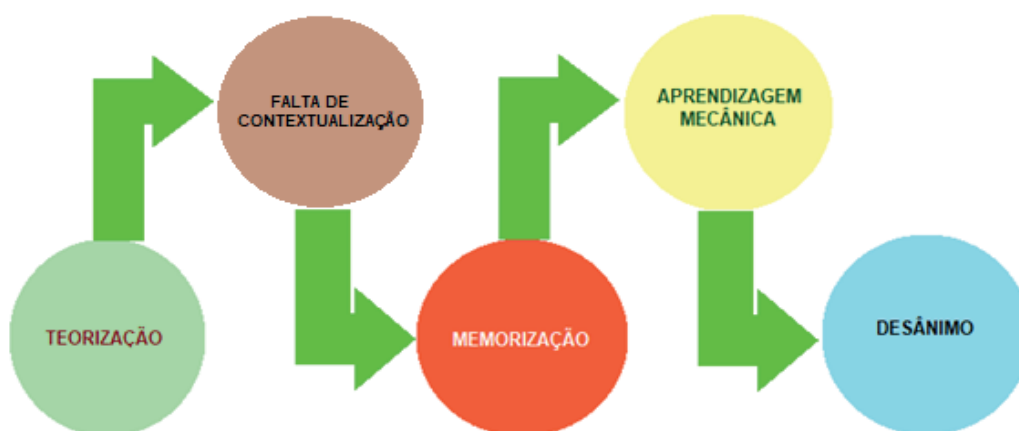 TEORIZAÇÃO
FALTA DE
CONTEXTUALIZAÇÃO
MEMORIZAÇÃO
APRENDIZAGEM
MECÂNICA
DESÂNIMO